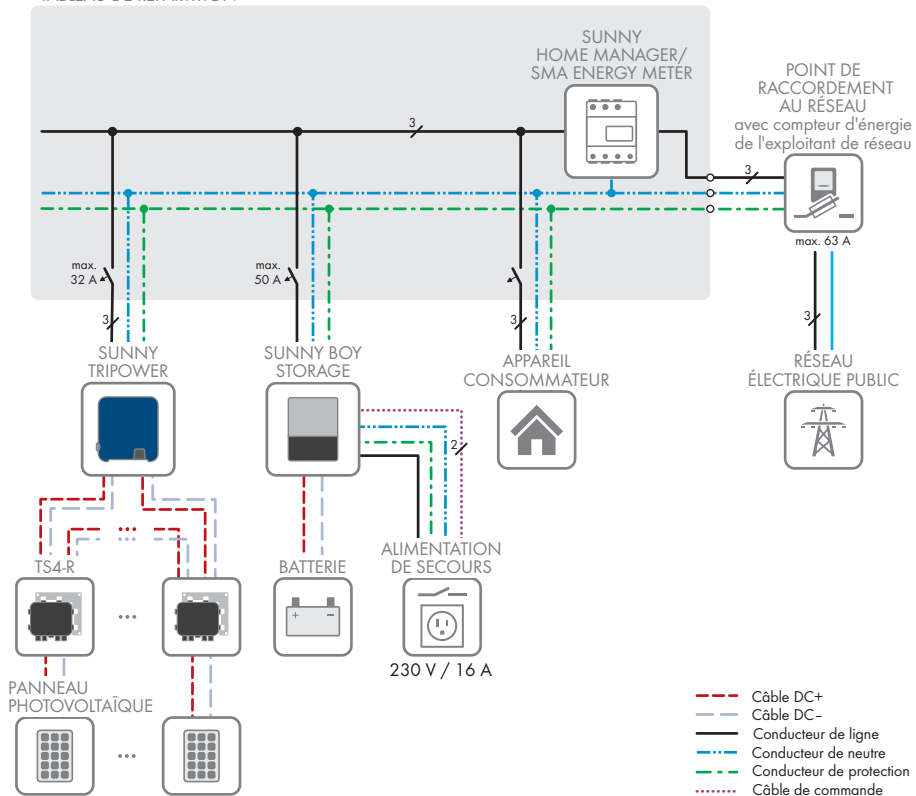 SUNNY
HOME MANAGER/
SMA ENERGY METER
POINT DE
RACCORDEMENT
AU RÉSEAU
avec compteur d'énergie
de l'exploitant de réseau
3
3
max. 63 A
max.
32 A
max.
50 A
3
3
3
SUNNY
TRIPOWER
SUNNY BOY
STORAGE
APPAREIL
CONSOMMATEUR
RÉSEAU
ÉLECTRIQUE PUBLIC
2
TS4-R
...
BATTERIE
+ −
ALIMENTATION
DE SECOURS
...
230 V / 16 A
PANNEAU
PHOTOVOLTAÏQUE
...
Câble DC+
Câble DC−
Conducteur de ligne
Conducteur de neutre
Conducteur de protection
Câble de commande